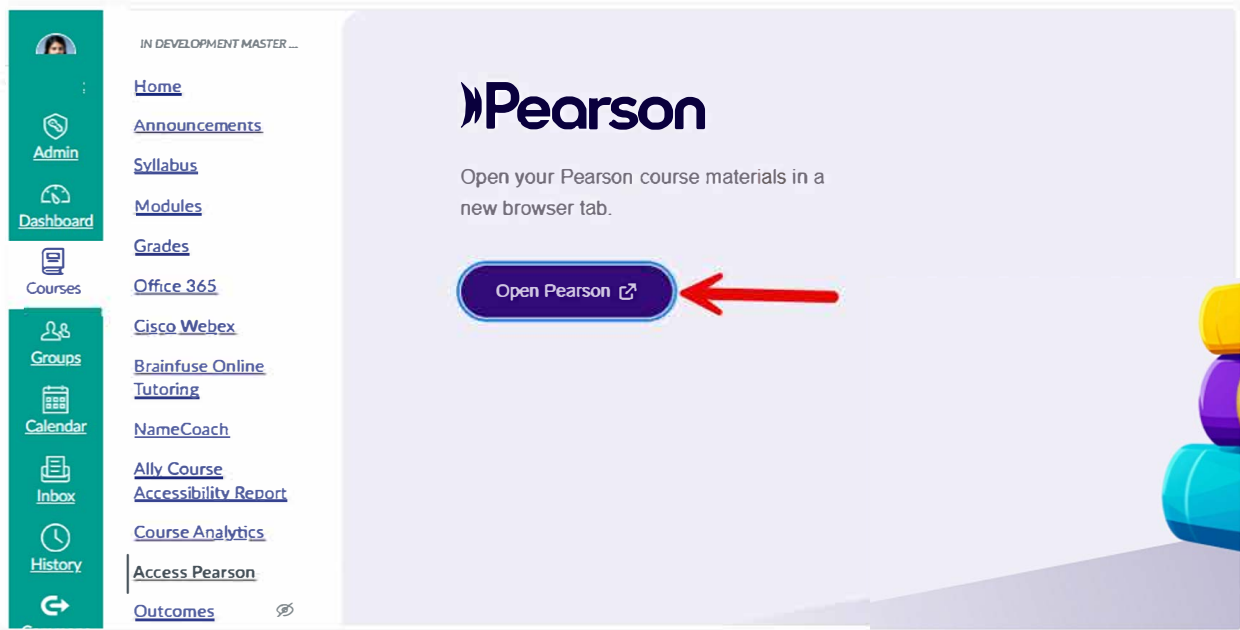 Admin
Dashboard
Courses
Groups
Calendar
Inbox
History
IN DEVELOPMENT MASTER ...
Home
Announcements
Syllabus
Modules
Grades
Office 365
Cisco Webex
Brainfuse Online
Tutoring
NameCoach
Ally Course
Accessibility Report
Course Analytics
Access Pearson
Outcomes
Pearson
Open your Pearson course materials in a
new browser tab.
Open Pearson